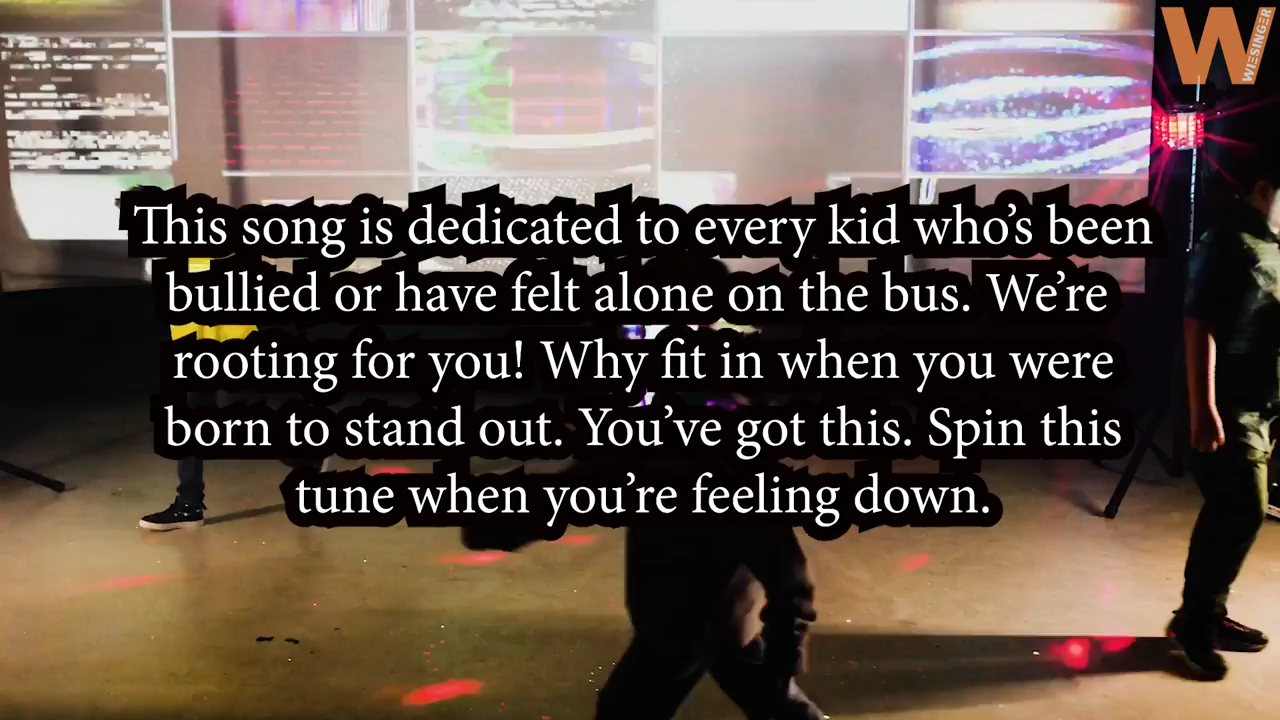 W
WIESINGER
This song is dedicated to every kid who’s been
bullied or have felt alone on the bus. We’re
rooting for you! Why fit in when you were
born to stand out. You’ve got this. Spin this
tune when you’re feeling down.